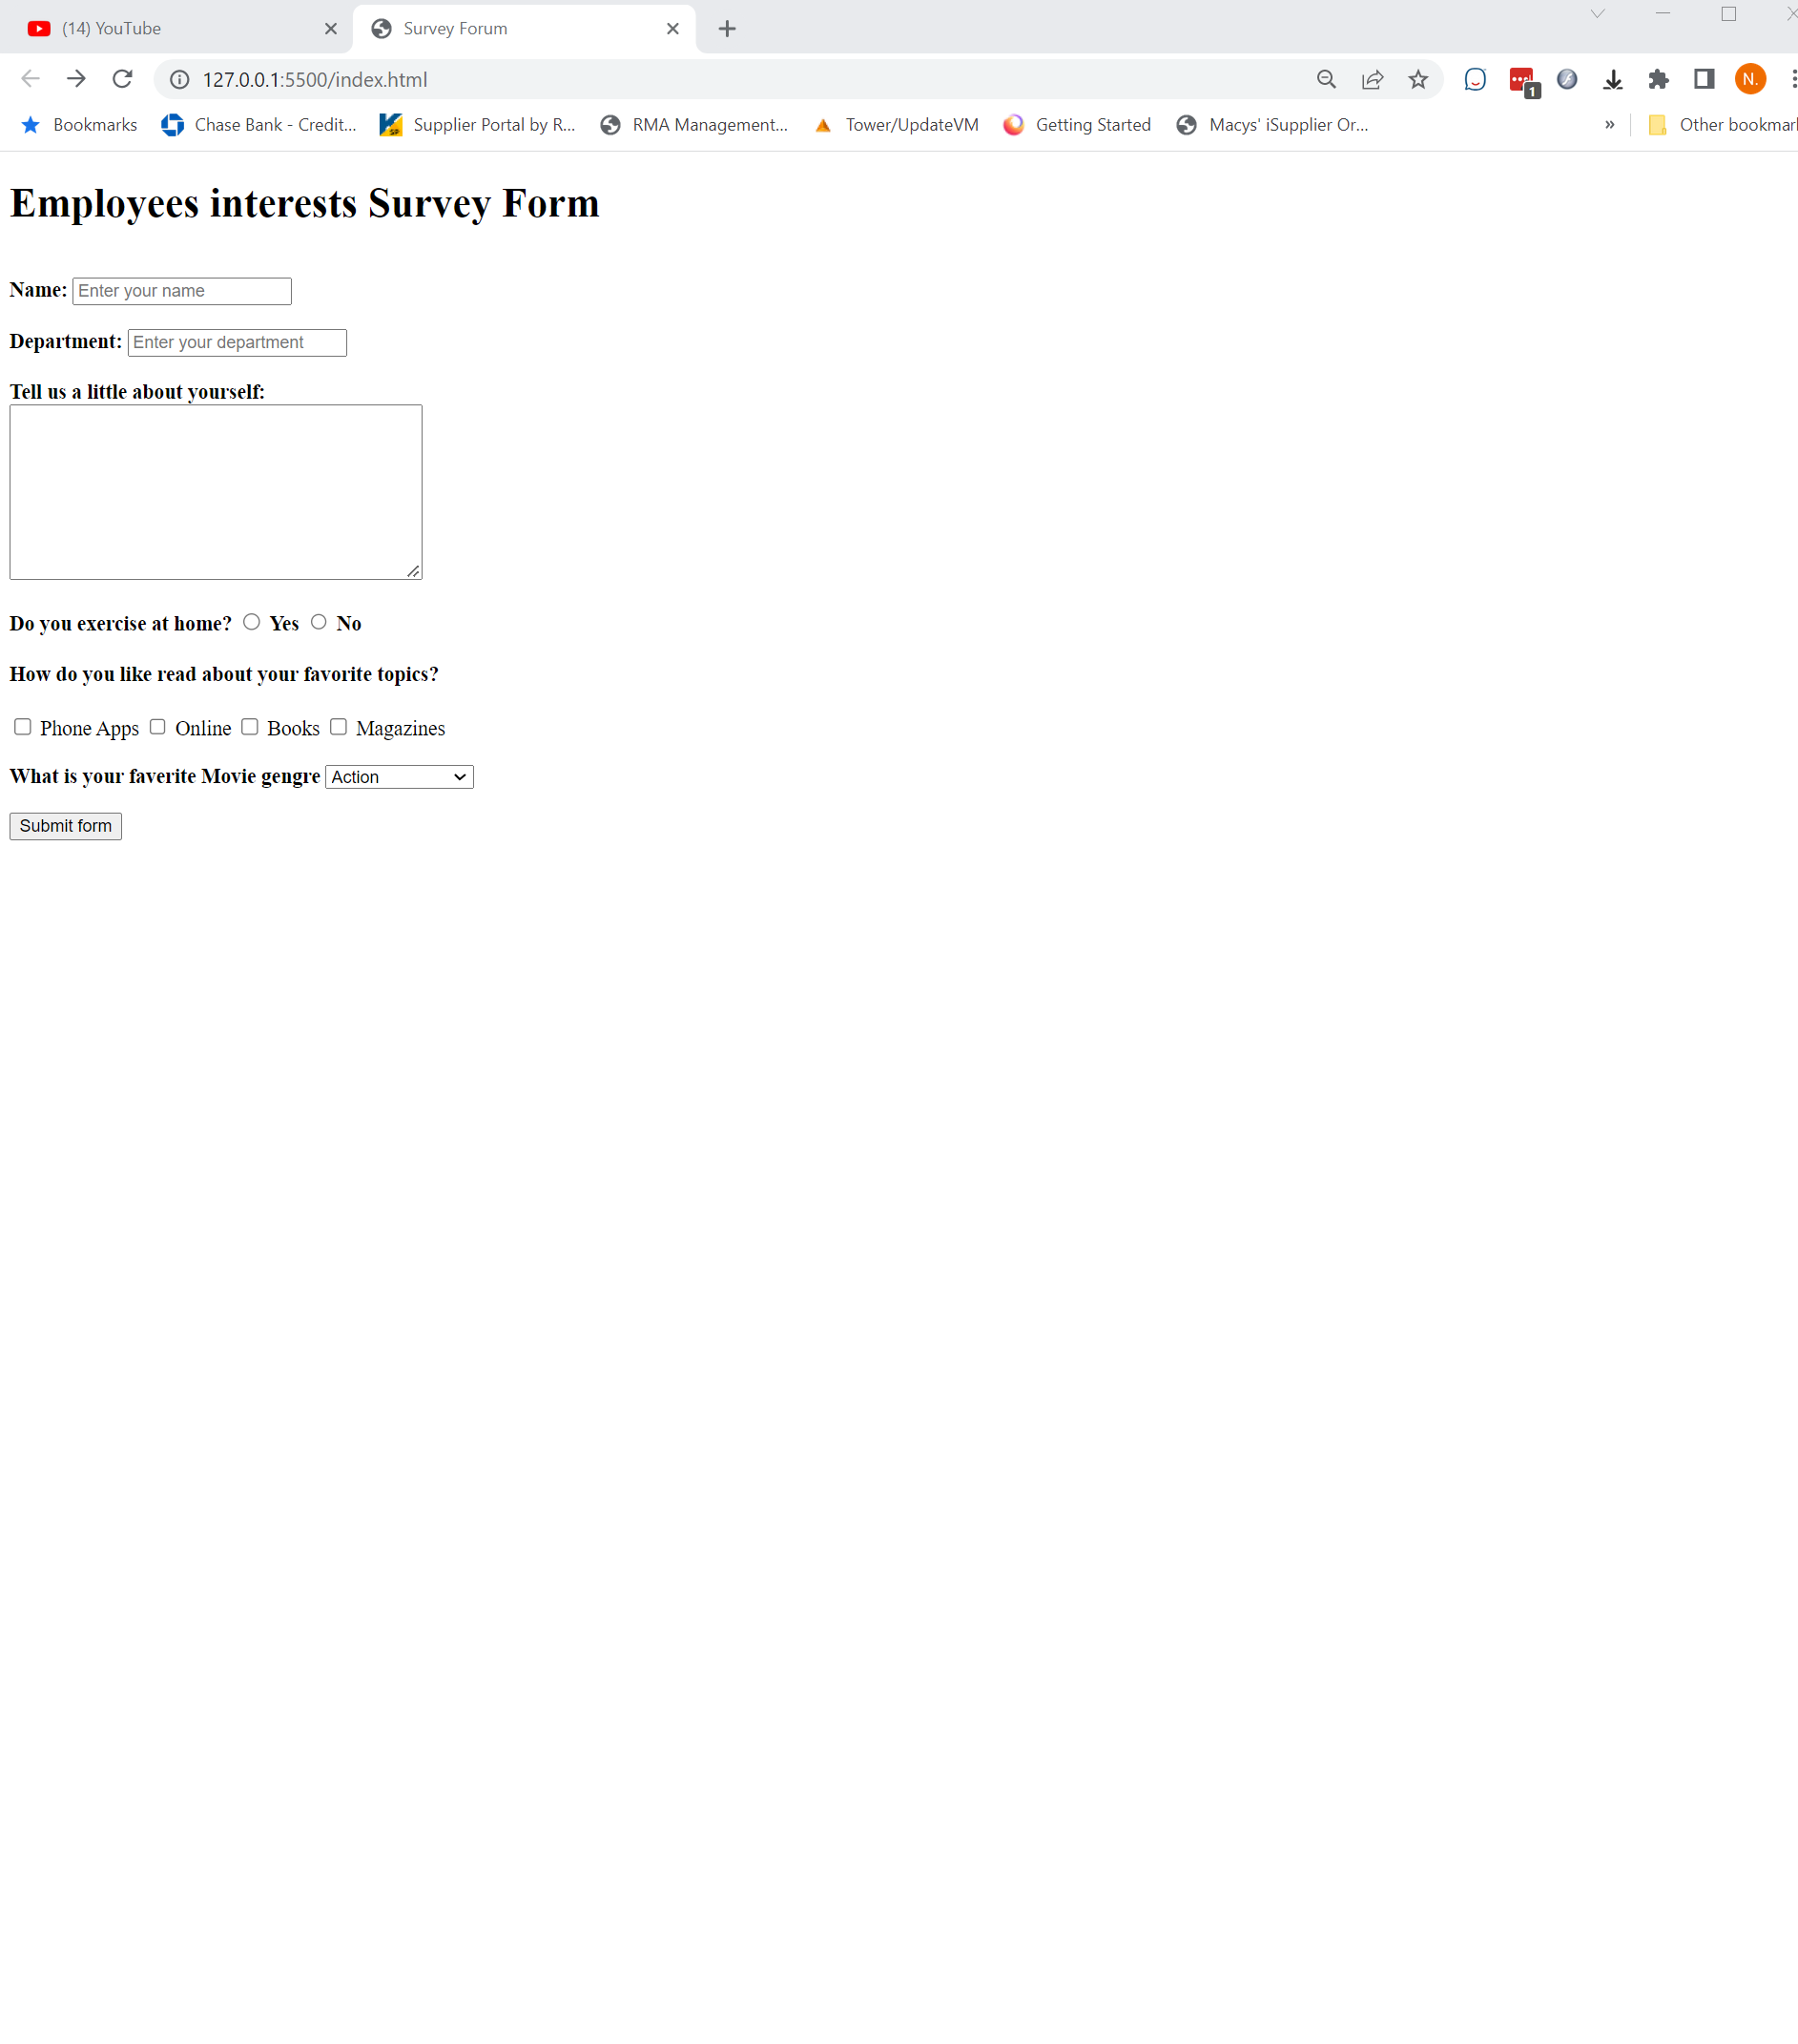 (14) YouTube Survey Forum
127.0.0.1:5500/index.html 1 N.
Bookmarks Chase Bank - Credit... Supplier Portal by R... RMA Management... Tower/UpdateVM Getting Started Macys' iSupplier Or... » Other bookmar
Employees interests Survey Form
Name: Enter your name
Department: Enter your department
Tell us a little about yourself:
Do you exercise at home? Yes No
How do you like read about your favorite topics?
Phone Apps Online Books Magazines
What is your faverite Movie gengre Action
Submit form